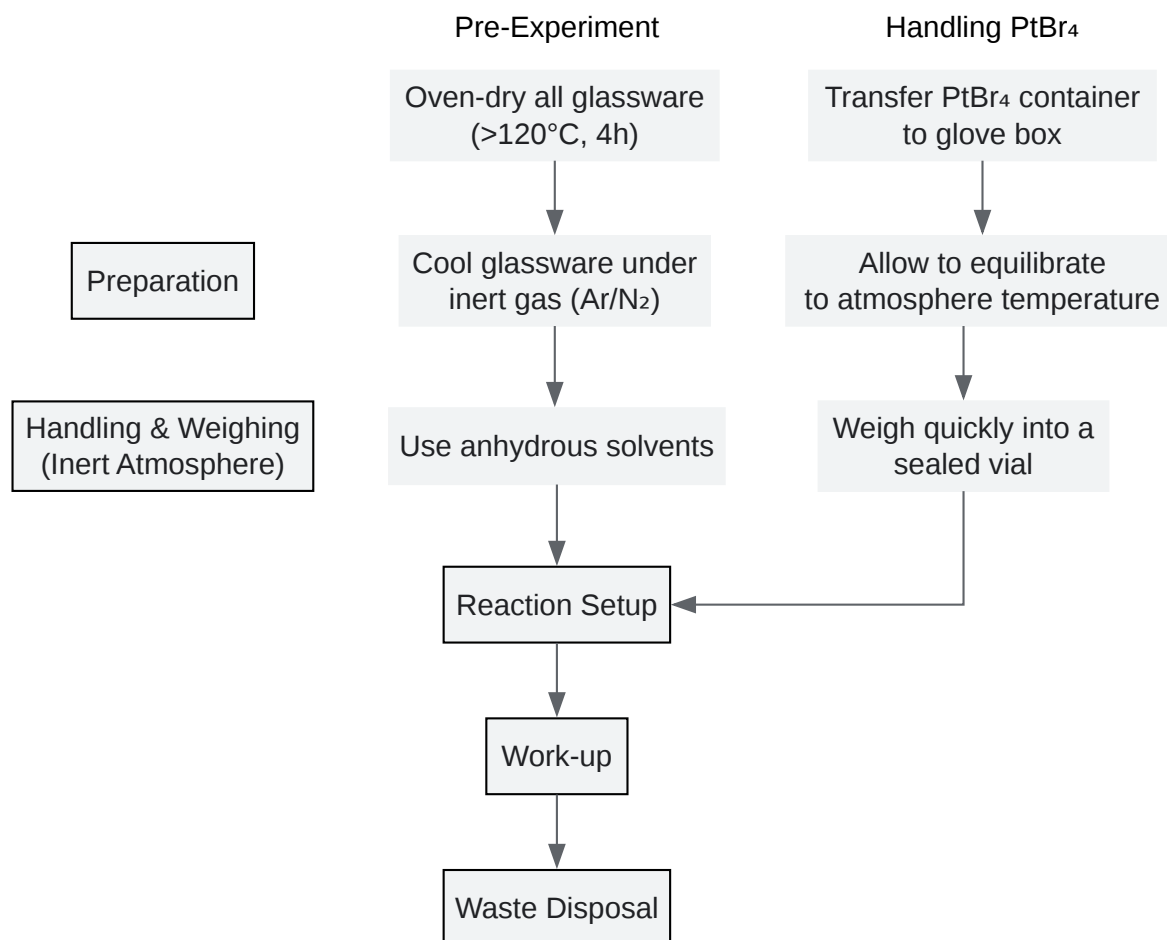 Pre-Experiment
Handling PtBr₄
Oven-dry all glassware
(>120°C, 4h)
Transfer PtBr₄ container
to glove box
Preparation
Cool glassware under
inert gas (Ar/N₂)
Allow to equilibrate
to atmosphere temperature
Handling & Weighing
(Inert Atmosphere)
Use anhydrous solvents
Weigh quickly into a
sealed vial
Reaction Setup
Work-up
Waste Disposal